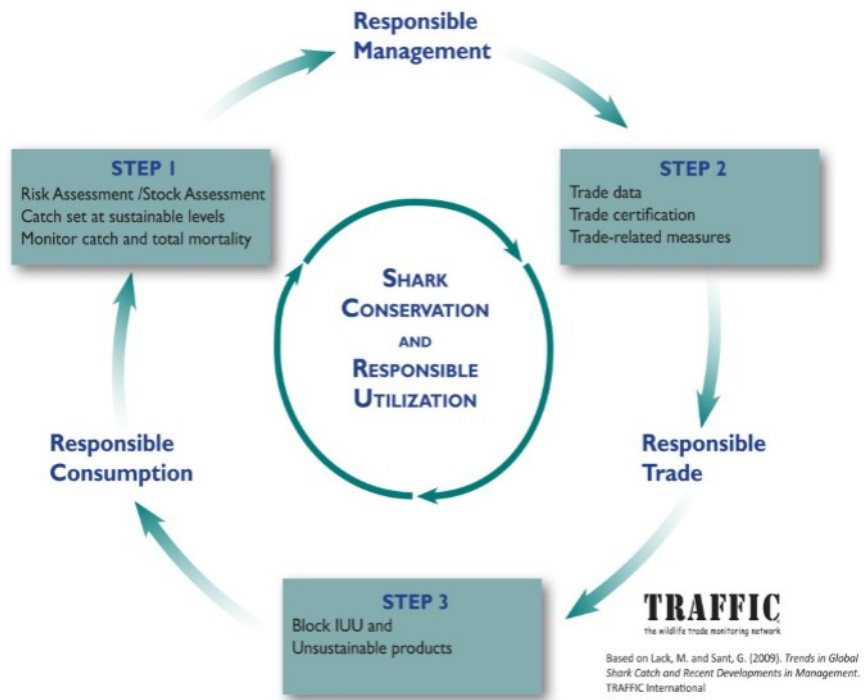 Responsible
Management
STEP 1
Risk Assessment /Stock Assessment
Catch set at sustainable levels
Monitor catch and total mortality
STEP 2
Trade data
Trade certification
Trade-related measures
SHARK
CONSERVATION
AND
RESPONSIBLE
UTILIZATION
Responsible
Consumption
Responsible
Trade
STEP 3
Block IUU and
Unsustainable products
TRAFFIC
the wildlife trade monitoring network
Based on Lack, M. and Sant, G. (2009). Trends in Global
Shark Catch and Recent Developments in Management.
TRAFFIC International